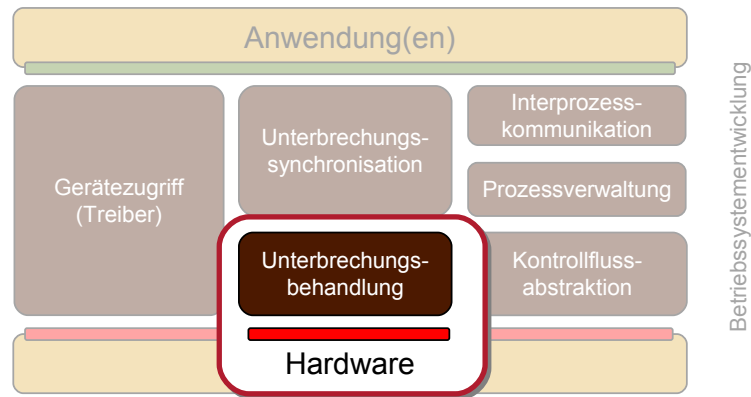 Anwendung(en)
Gerätezugriff
(Treiber)
Unterbrechungs-
synchronisation
Interprozess-
kommunikation
Prozessverwaltung
Unterbrechungs-
behandlung
Kontrollfluss-
abstraktion
Hardware
Betriebssystementwicklung